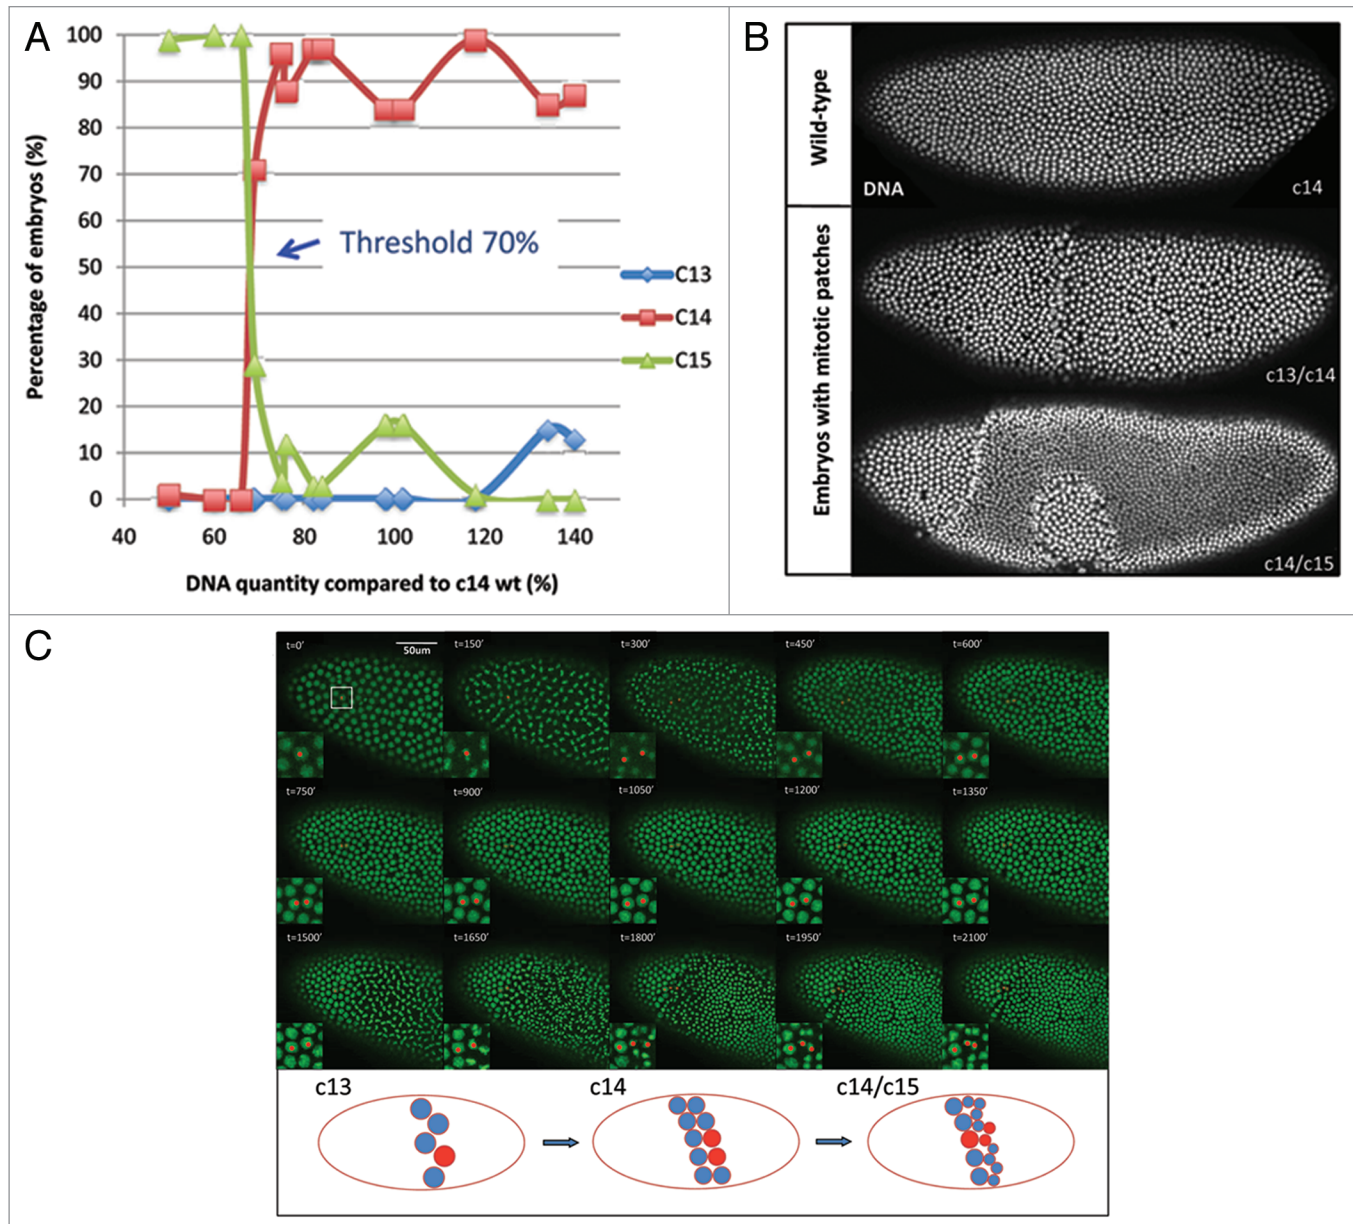 A
100
90
80
70
60
50
40
30
20
10
0
Percentage of embryos (%)
Threshold 70%
C13
C14
C15
40 60 80 100 120 140
DNA quantity compared to c14 wt (%)
B
Wild-type
DNA
c14
Embryos with mitotic patches
c13/c14
c14/c15
C
t=0' 50um t=150' t=300' t=450' t=600'
t=750' t=900' t=1050' t=1200' t=1350'
t=1500' t=1650' t=1800' t=1950' t=2100'
c13 c14 c14/c15